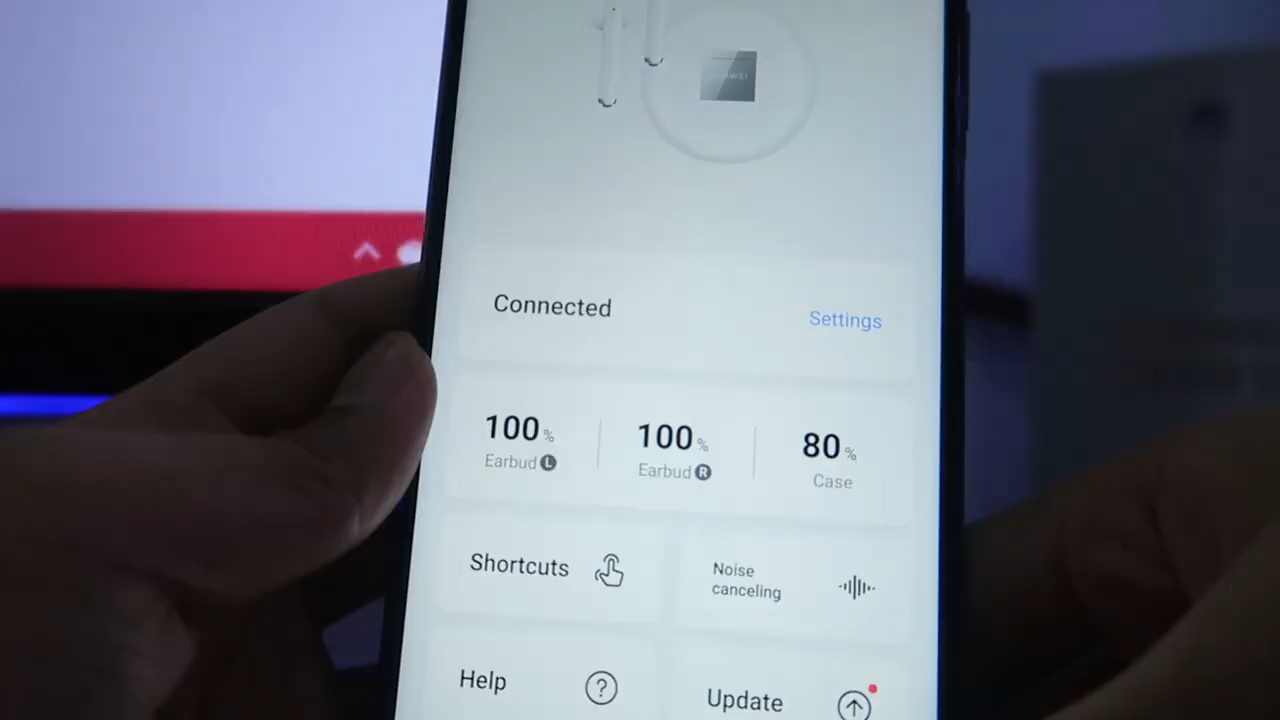 Connected
Settings
100%
Earbud L
100%
Earbud R
80%
Case
Shortcuts
Noise
canceling
Help
?
Update